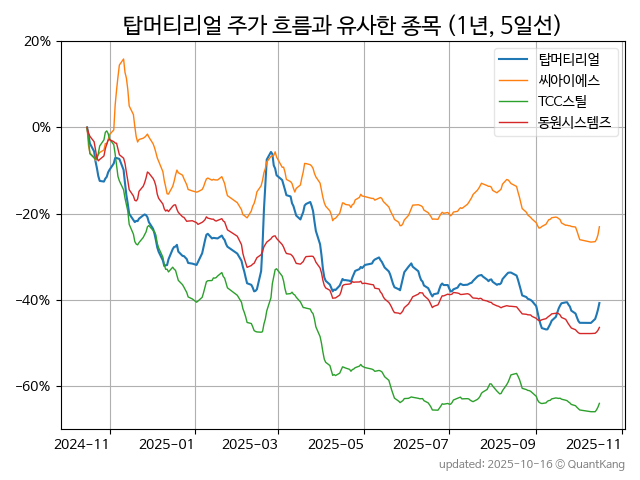 탑머티리얼 주가 흐름과 유사한 종목 (1년, 5일선)
20%
0%
−20%
−40%
−60%
탑머티리얼
씨아이에스
TCC스틸
동원시스템즈
2024-11
2025-01
2025-03
2025-05
2025-07
2025-09
2025-11
updated: 2025-10-16 © QuantKang